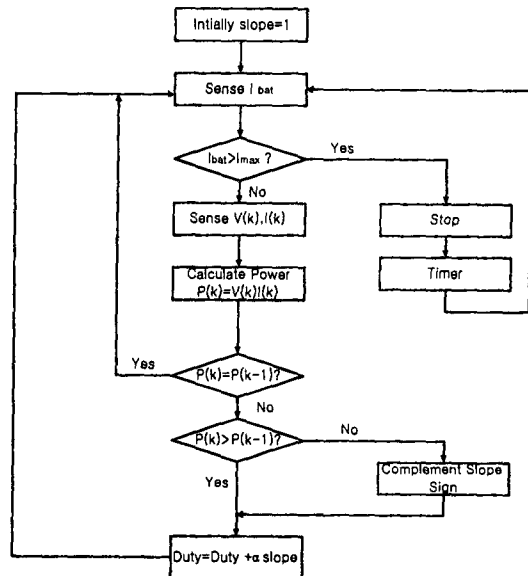 Intially slope=1
Sense I bat
Ibat>Imax ?
Yes
No
Sense V(k),I(k)
Stop
Calculate Power
P(k)=V(k)I(k)
Timer
Yes
P(k)=P(k-1)?
No
P(k)>P(k-1)?
No
Complement Slope
Sign
Yes
Duty=Duty +α slope